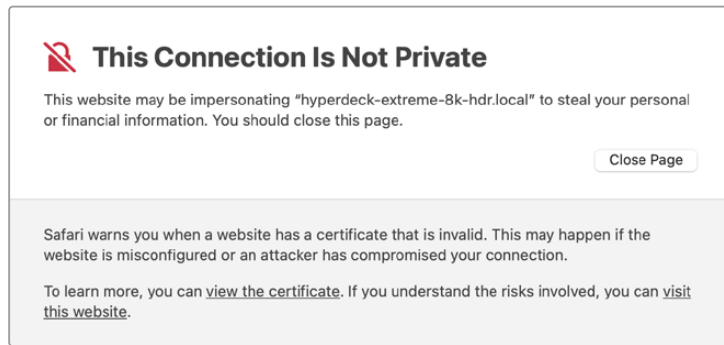 This Connection Is Not Private
This website may be impersonating “hyperdeck-extreme-8k-hdr.local” to steal your personal
or financial information. You should close this page.
Close Page
Safari warns you when a website has a certificate that is invalid. This may happen if the
website is misconfigured or an attacker has compromised your connection.
To learn more, you can view the certificate. If you understand the risks involved, you can visit
this website.